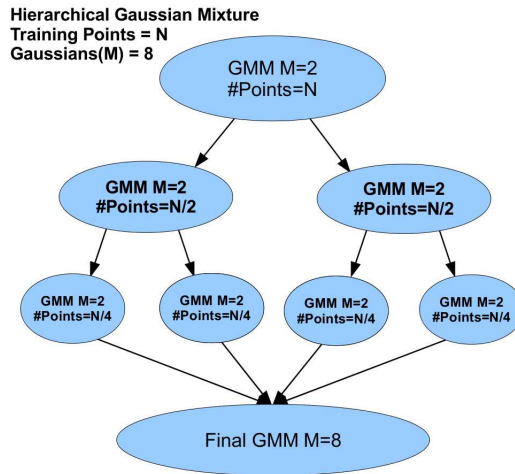 Hierarchical Gaussian Mixture
Training Points = N
Gaussians(M) = 8
GMM M=2
#Points=N
GMM M=2
#Points=N/2
GMM M=2
#Points=N/2
GMM M=2
#Points=N/4
GMM M=2
#Points=N/4
GMM M=2
#Points=N/4
GMM M=2
#Points=N/4
Final GMM M=8